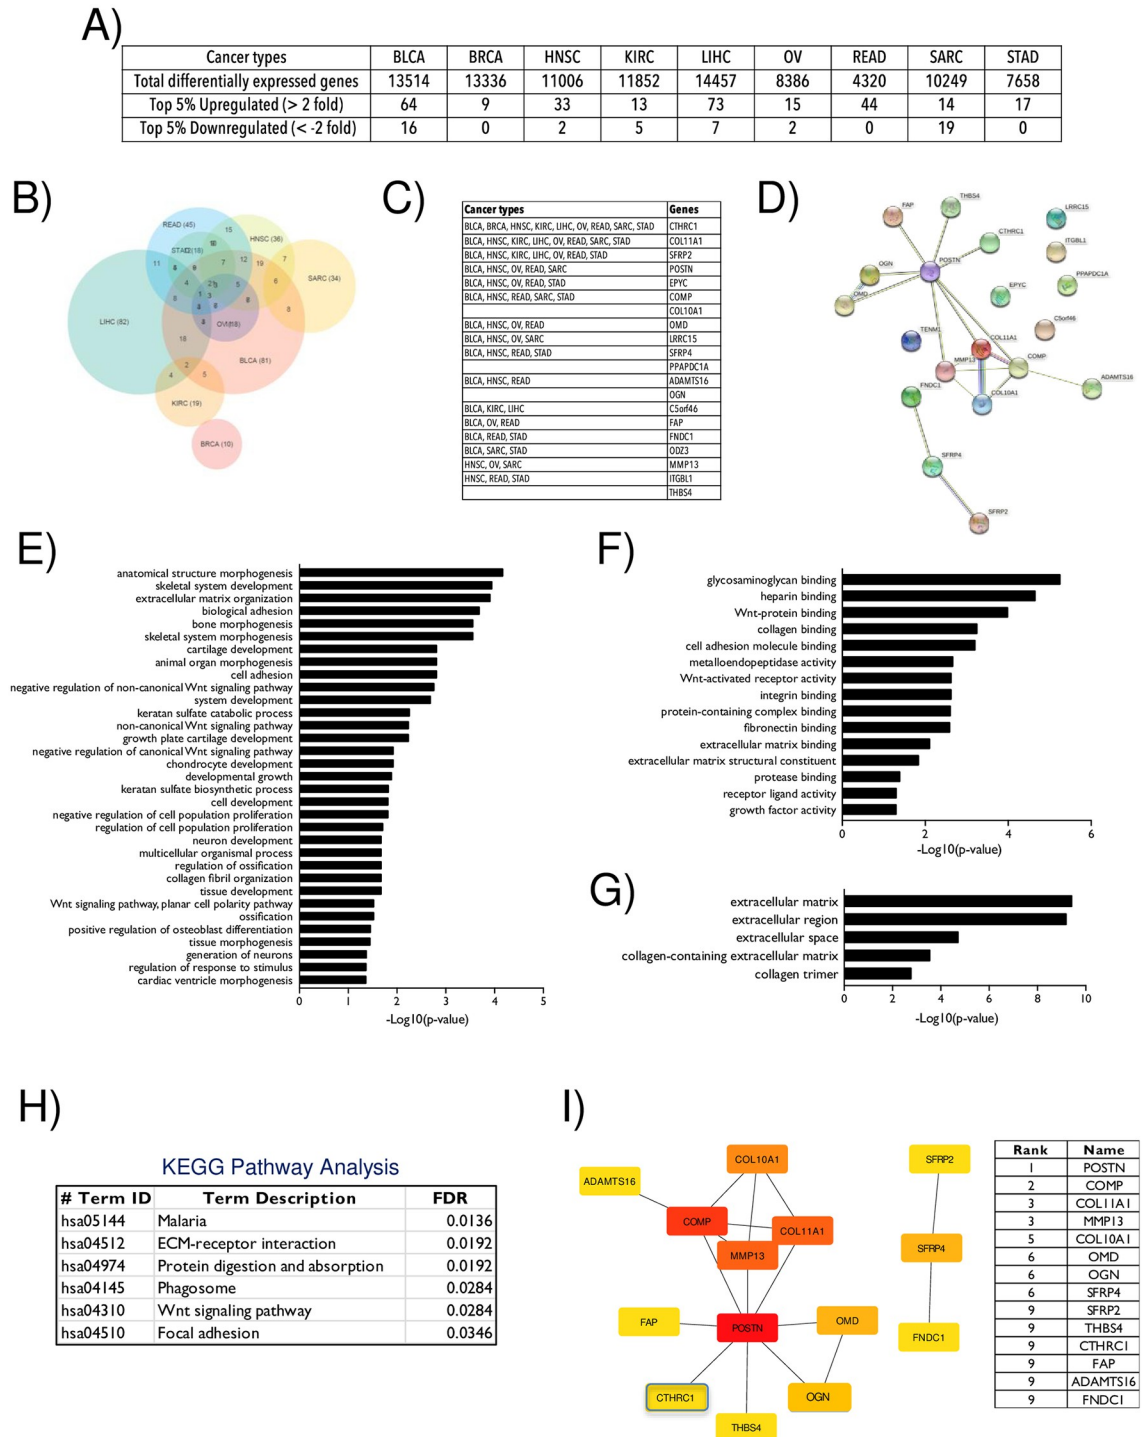 A)
Cancer types BLCA BRCA HNSC KIRC LIHC OV READ SARC STAD
Total differentially expressed genes 13514 13336 11006 11852 14457 8386 4320 10249 7658
Top 5% Upregulated (> 2 fold) 64 9 33 13 73 15 44 14 17
Top 5% Downregulated (< -2 fold) 16 0 2 5 7 2 0 19 0
B)
READ (45)
HNSC (36)
SARC (34)
LIHC (82)
BLCA (81)
KIRC (19)
BRCA (10)
15
11
7
12
19
7
4
5
6
8
8
16
2
4
5
C)
Cancer types Genes
BLCA, BRCA, HNSC, KIRC, LIHC, OV, READ, SARC, STAD CTHRC1
BLCA, HNSC, KIRC, LIHC, OV, READ, SARC, STAD COL11A1
BLCA, HNSC, KIRC, LIHC, OV, READ, STAD SFRP2
BLCA, HNSC, OV, READ, SARC POSTN
BLCA, HNSC, OV, READ, STAD EPYC
BLCA, HNSC, READ, SARC, STAD COMP
COL10A1
BLCA, HNSC, OV, READ OMD
BLCA, HNSC, OV, SARC LRRC15
BLCA, HNSC, READ, STAD SFRP4
PPAPDC1A
BLCA, HNSC, READ ADAMTS16
OGN
BLCA, KIRC, LIHC C5orf46
BLCA, OV, READ FAP
BLCA, READ, STAD FNDC1
BLCA, SARC, STAD ODZ3
HNSC, OV, SARC MMP13
HNSC, READ, STAD ITGBL1
THBS4
D)
THBS4
FAP
LRRC15
CTHRC1
ITGBL1
POSTN
OGN
PPAPDC1A
EPYC
OMD
C5orf46
TENM1
COL11A1
MMP13
COMP
ADAMTS16
FNDC1
COL10A1
SFRP4
SFRP2
E)
anatomical structure morphogenesis
skeletal system development
extracellular matrix organization
biological adhesion
bone morphogenesis
skeletal system morphogenesis
cartilage development
animal organ morphogenesis
cell adhesion
negative regulation of non-canonical Wnt signaling pathway
system development
keratan sulfate catabolic process
non-canonical Wnt signaling pathway
growth plate cartilage development
negative regulation of canonical Wnt signaling pathway
chondrocyte development
developmental growth
keratan sulfate biosynthetic process
cell development
negative regulation of cell population proliferation
regulation of cell population proliferation
neuron development
multicellular organismal process
regulation of ossification
collagen fibril organization
tissue development
Wnt signaling pathway, planar cell polarity pathway
ossification
positive regulation of osteoblast differentiation
tissue morphogenesis
generation of neurons
regulation of response to stimulus
cardiac ventricle morphogenesis
0 1 2 3 4 5
-Log10(p-value)
F)
glycosaminoglycan binding
heparin binding
Wnt-protein binding
collagen binding
cell adhesion molecule binding
metalloendopeptidase activity
Wnt-activated receptor activity
integrin binding
protein-containing complex binding
fibronectin binding
extracellular matrix binding
extracellular matrix structural constituent
protease binding
receptor ligand activity
growth factor activity
0 2 4 6
-Log10(p-value)
G)
extracellular matrix
extracellular region
extracellular space
collagen-containing extracellular matrix
collagen trimer
0 2 4 6 8 10
-Log10(p-value)
H)
KEGG Pathway Analysis
# Term ID Term Description FDR
hsa05144 Malaria 0.0136
hsa04512 ECM-receptor interaction 0.0192
hsa04974 Protein digestion and absorption 0.0192
hsa04145 Phagosome 0.0284
hsa04310 Wnt signaling pathway 0.0284
hsa04510 Focal adhesion 0.0346
I)
COL10A1
ADAMTS16
COMP
COL11A1
MMP13
FAP
POSTN
OMD
CTHRC1
OGN
THBS4
SFRP2
SFRP4
FNDC1
Rank Name
1 POSTN
2 COMP
3 COL11A1
3 MMP13
5 COL10A1
6 OMD
6 OGN
6 SFRP4
9 SFRP2
9 THBS4
9 CTHRC1
9 FAP
9 ADAMTS16
9 FNDC1